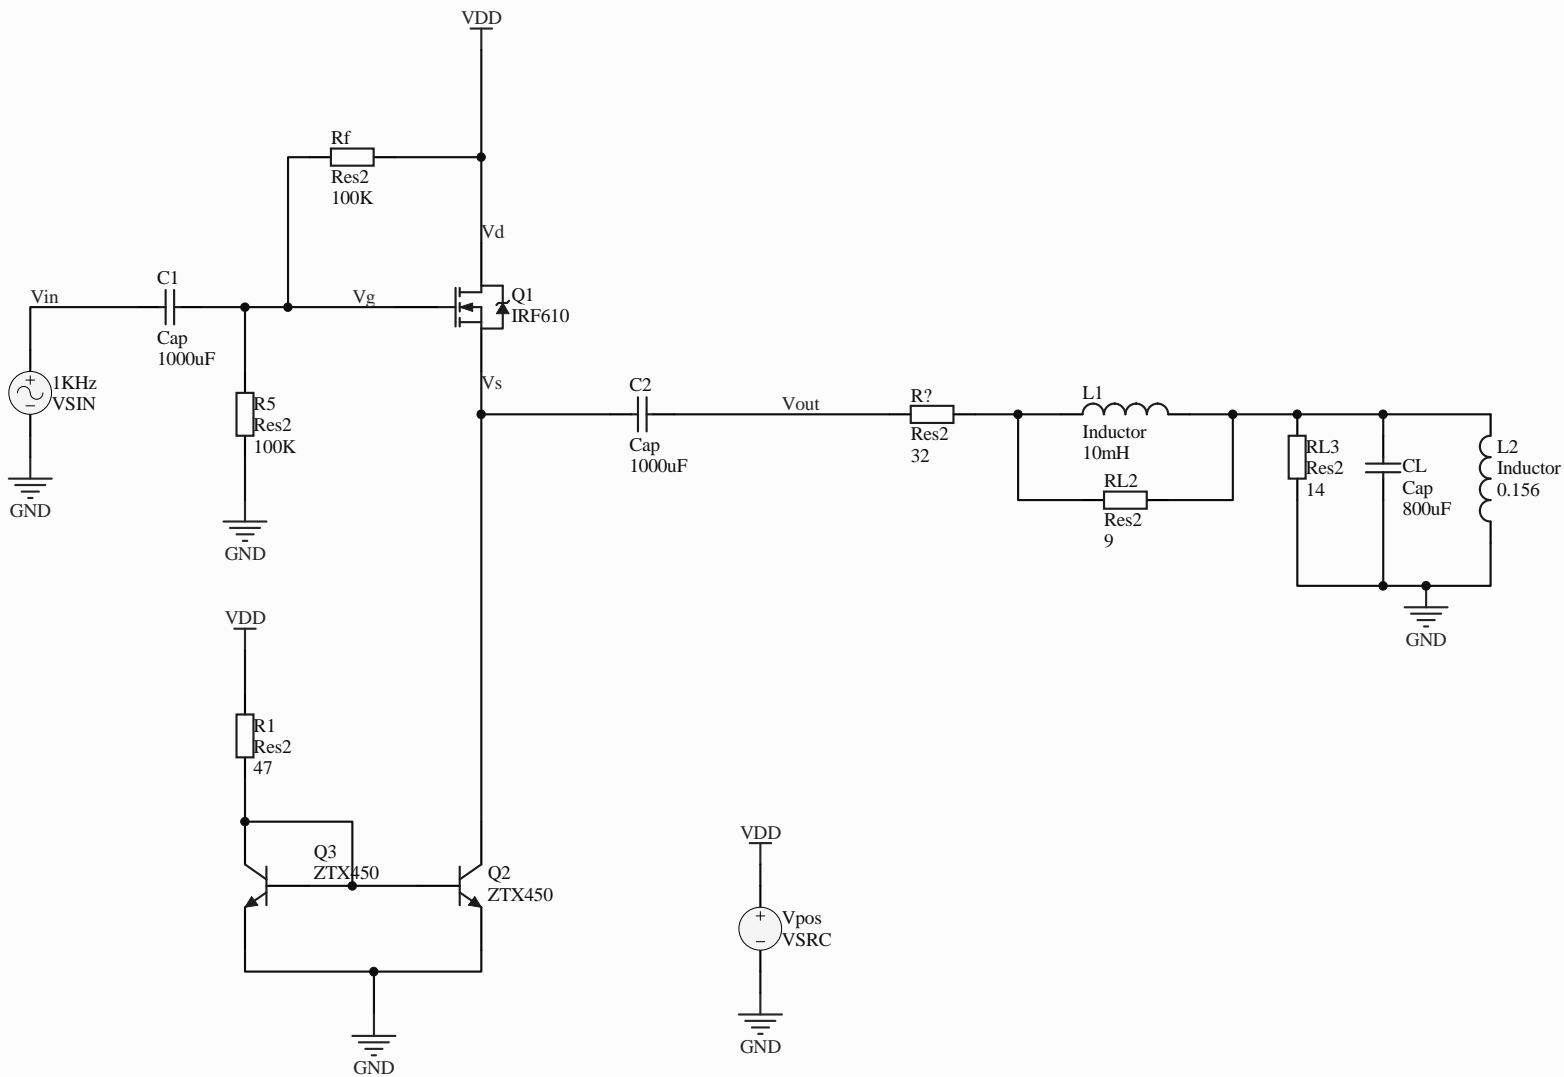 VDD
Rf
Res2
100K
Vd
C1
Vin
Vg
Q1
IRF610
Cap
1000uF
1KHz
VSIN
+
−
Vs
C2
Vout
R?
L1
R5
Res2
100K
Cap
1000uF
Res2
32
Inductor
10mH
RL2
Res2
9
RL3
Res2
14
CL
Cap
800uF
L2
Inductor
0.156
GND
GND
GND
VDD
R1
Res2
47
Q3
ZTX450
Q2
ZTX450
VDD
+
−
Vpos
VSRC
GND
GND